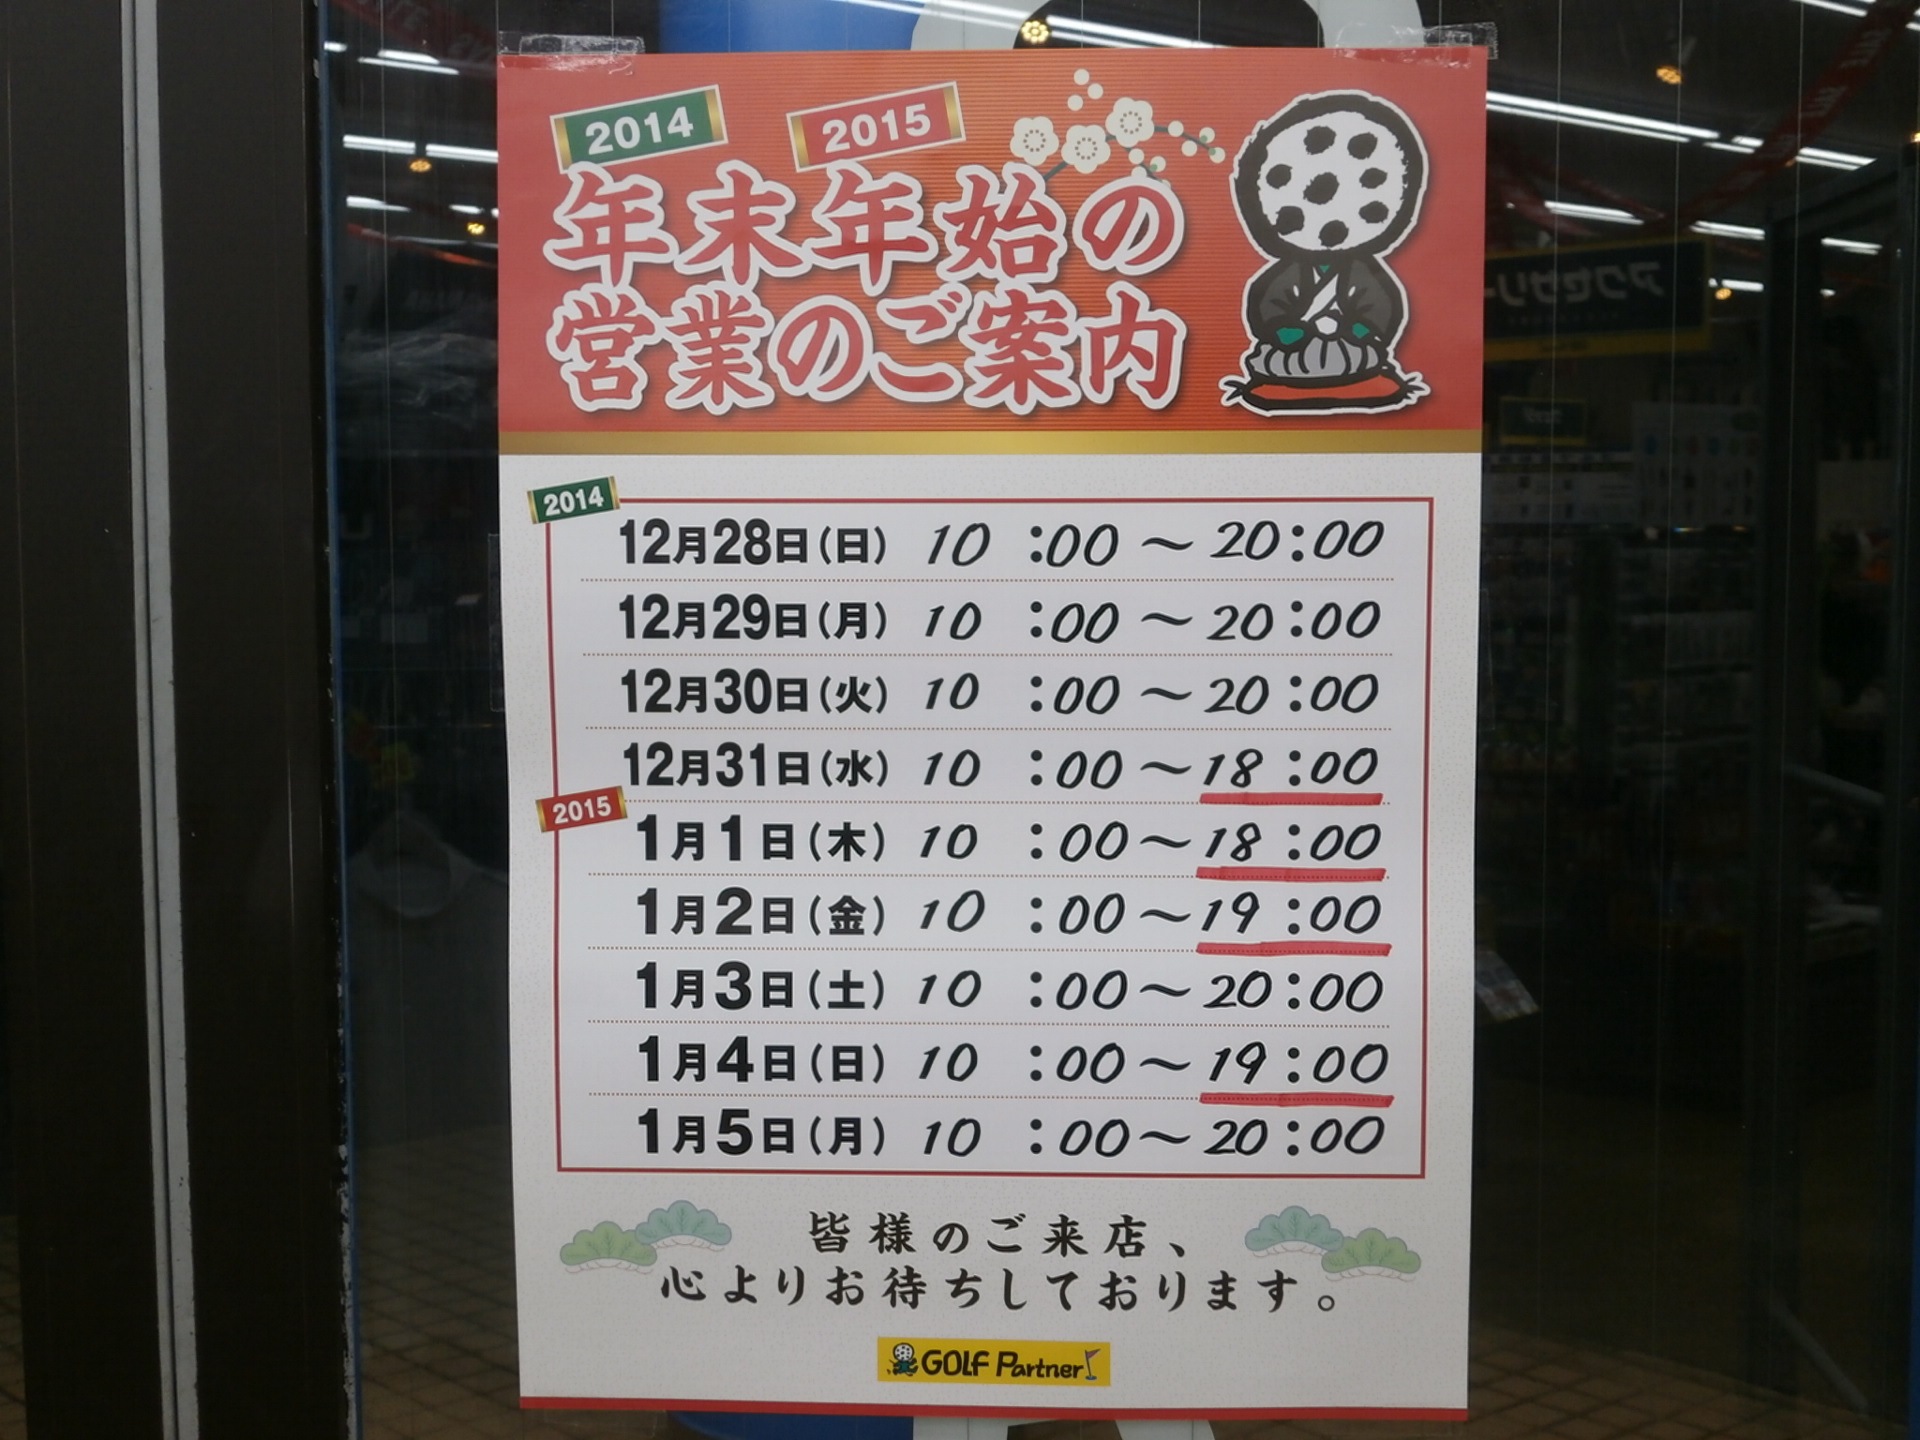 2014 2015
年末年始の
営業のご案内
2014
12月28日(日) 10:00～20:00
12月29日(月) 10:00～20:00
12月30日(火) 10:00～20:00
12月31日(水) 10:00～18:00
2015
1月1日(木) 10:00～18:00
1月2日(金) 10:00～19:00
1月3日(土) 10:00～20:00
1月4日(日) 10:00～19:00
1月5日(月) 10:00～20:00
皆様のご来店、
心よりお待ちしております。
GOLF Partner